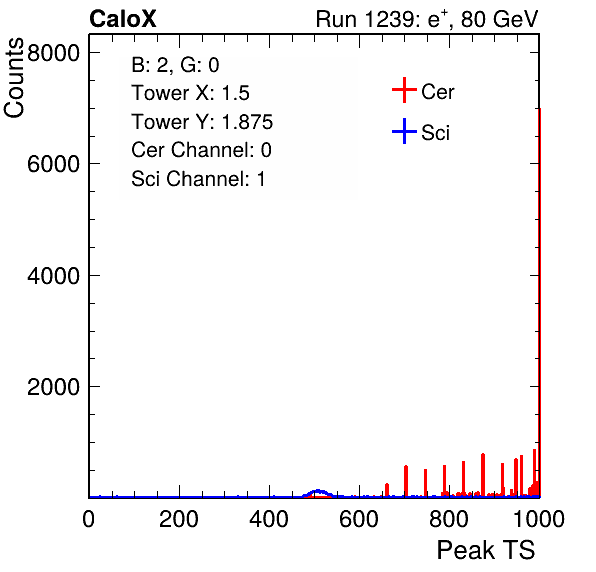 CaloX Run 1239: e+, 80 GeV
Counts
8000
6000
4000
2000
B: 2, G: 0
Tower X: 1.5
Tower Y: 1.875
Cer Channel: 0
Sci Channel: 1
Cer
Sci
0 200 400 600 800 1000
Peak TS